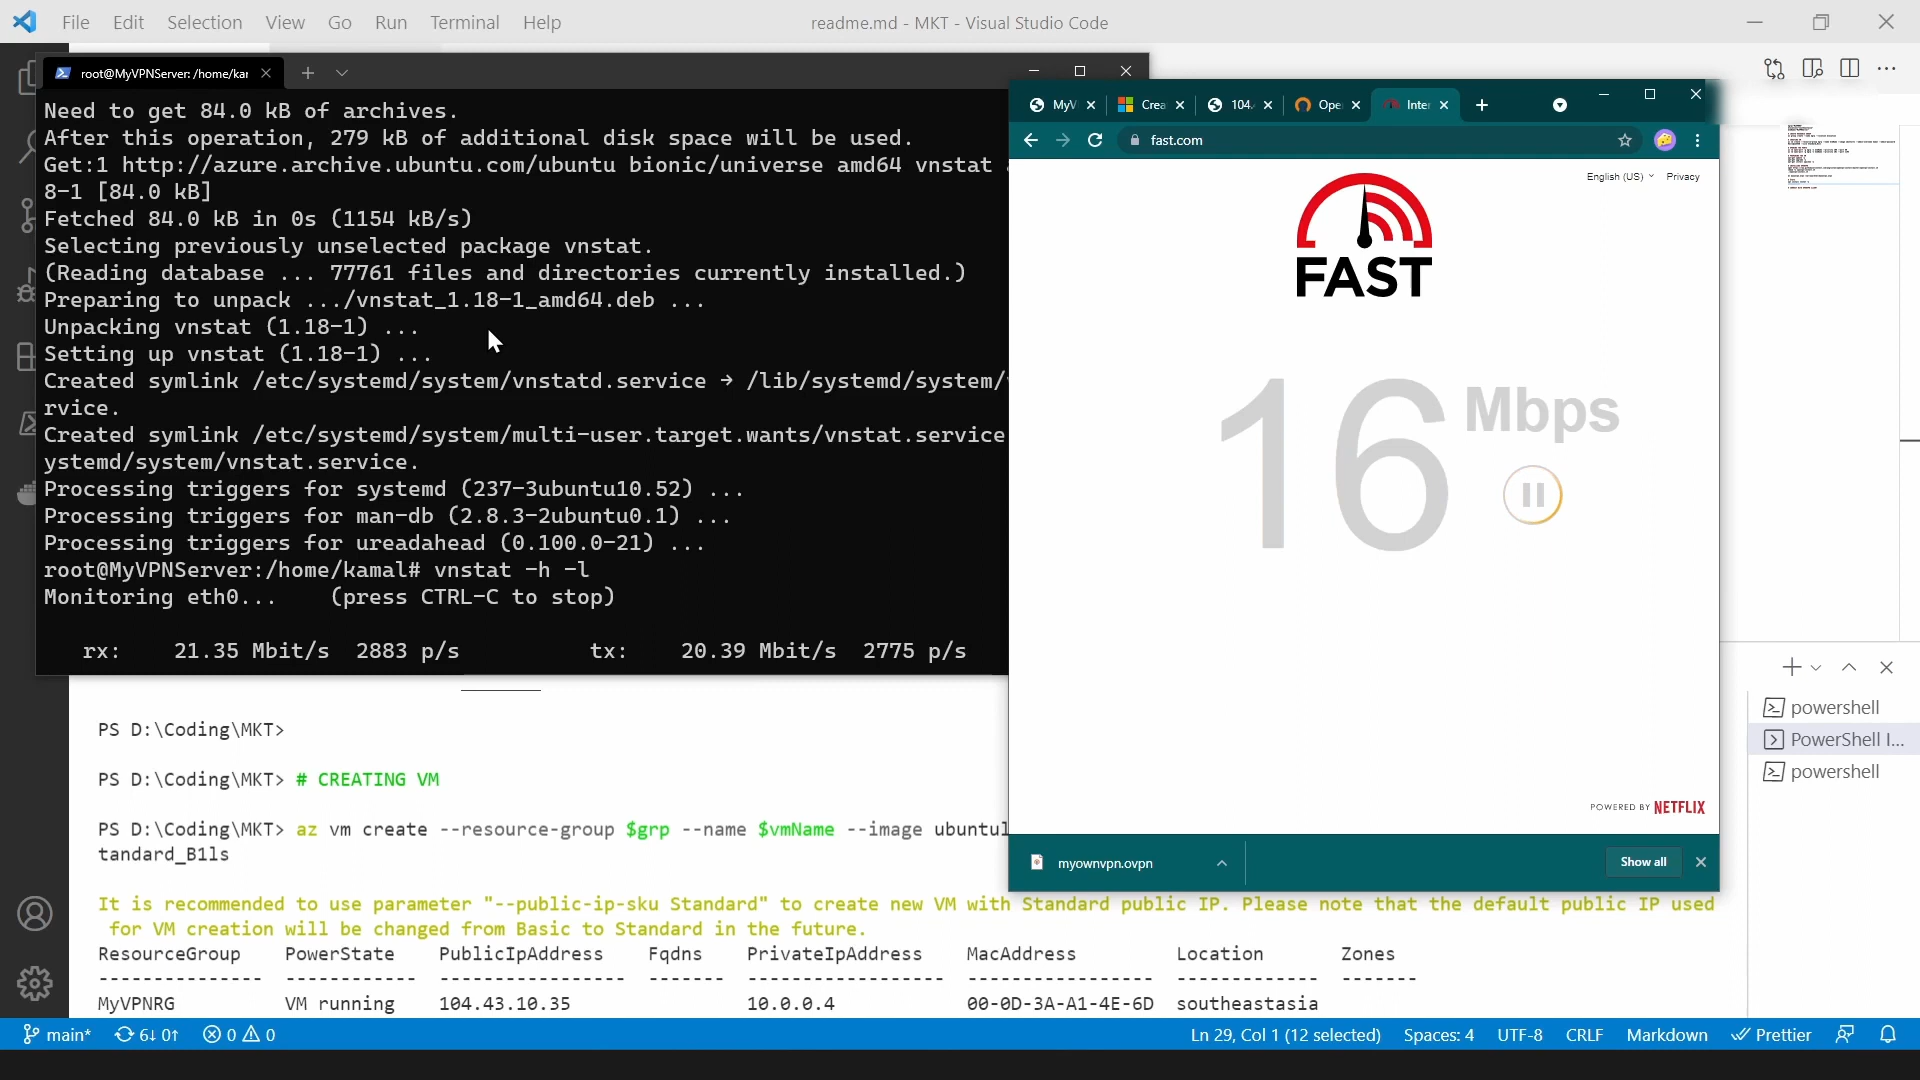 File Edit Selection View Go Run Terminal Help
readme.md - MKT - Visual Studio Code
root@MyVPNServer: /home/kar
Need to get 84.0 kB of archives.
After this operation, 279 kB of additional disk space will be used.
Get:1 http://azure.archive.ubuntu.com/ubuntu bionic/universe amd64 vnstat
8-1 [84.0 kB]
Fetched 84.0 kB in 0s (1154 kB/s)
Selecting previously unselected package vnstat.
(Reading database ... 77761 files and directories currently installed.)
Preparing to unpack .../vnstat_1.18-1_amd64.deb ...
Unpacking vnstat (1.18-1) ...
Setting up vnstat (1.18-1) ...
Created symlink /etc/systemd/system/vnstatd.service → /lib/systemd/system/
rvice.
Created symlink /etc/systemd/system/multi-user.target.wants/vnstat.service
ystemd/system/vnstat.service.
Processing triggers for systemd (237-3ubuntu10.52) ...
Processing triggers for man-db (2.8.3-2ubuntu0.1) ...
Processing triggers for ureadahead (0.100.0-21) ...
root@MyVPNServer:/home/kamal# vnstat -h -l
Monitoring eth0... (press CTRL-C to stop)
rx: 21.35 Mbit/s 2883 p/s tx: 20.39 Mbit/s 2775 p/s
MyV Crea 104. Ope Inter
fast.com
English (US) Privacy
FAST
16 Mbps
POWERED BY NETFLIX
myownvpn.ovpn
Show all
powershell
PowerShell I...
powershell
PS D:\Coding\MKT>
PS D:\Coding\MKT> # CREATING VM
PS D:\Coding\MKT> az vm create --resource-group $grp --name $vmName --image ubuntul
tandard_B1ls
It is recommended to use parameter "--public-ip-sku Standard" to create new VM with Standard public IP. Please note that the default public IP used
for VM creation will be changed from Basic to Standard in the future.
ResourceGroup PowerState PublicIpAddress Fqdns PrivateIpAddress MacAddress Location Zones
--------------- ------------ ----------------- ------- ------------------ ----------------- ------------- -------
MyVPNRG VM running 104.43.10.35 10.0.0.4 00-0D-3A-A1-4E-6D southeastasia
main* 6↓ 0↑ 0 0
Ln 29, Col 1 (12 selected) Spaces: 4 UTF-8 CRLF Markdown Prettier